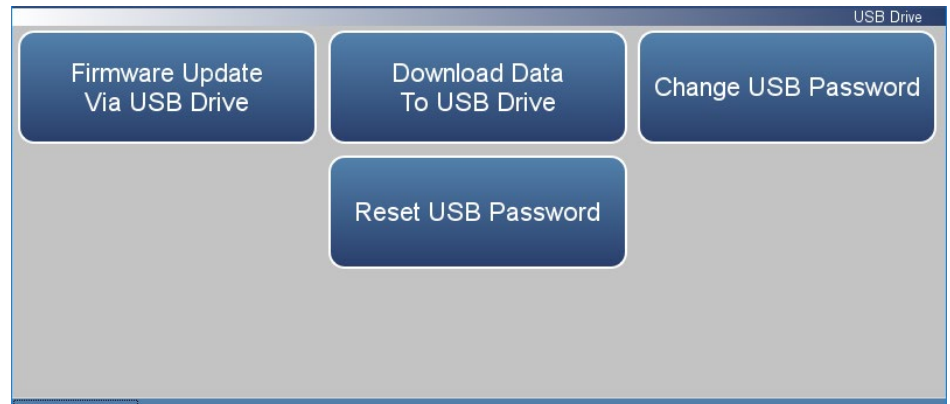 USB Drive
Firmware Update
Via USB Drive
Download Data
To USB Drive
Change USB Password
Reset USB Password